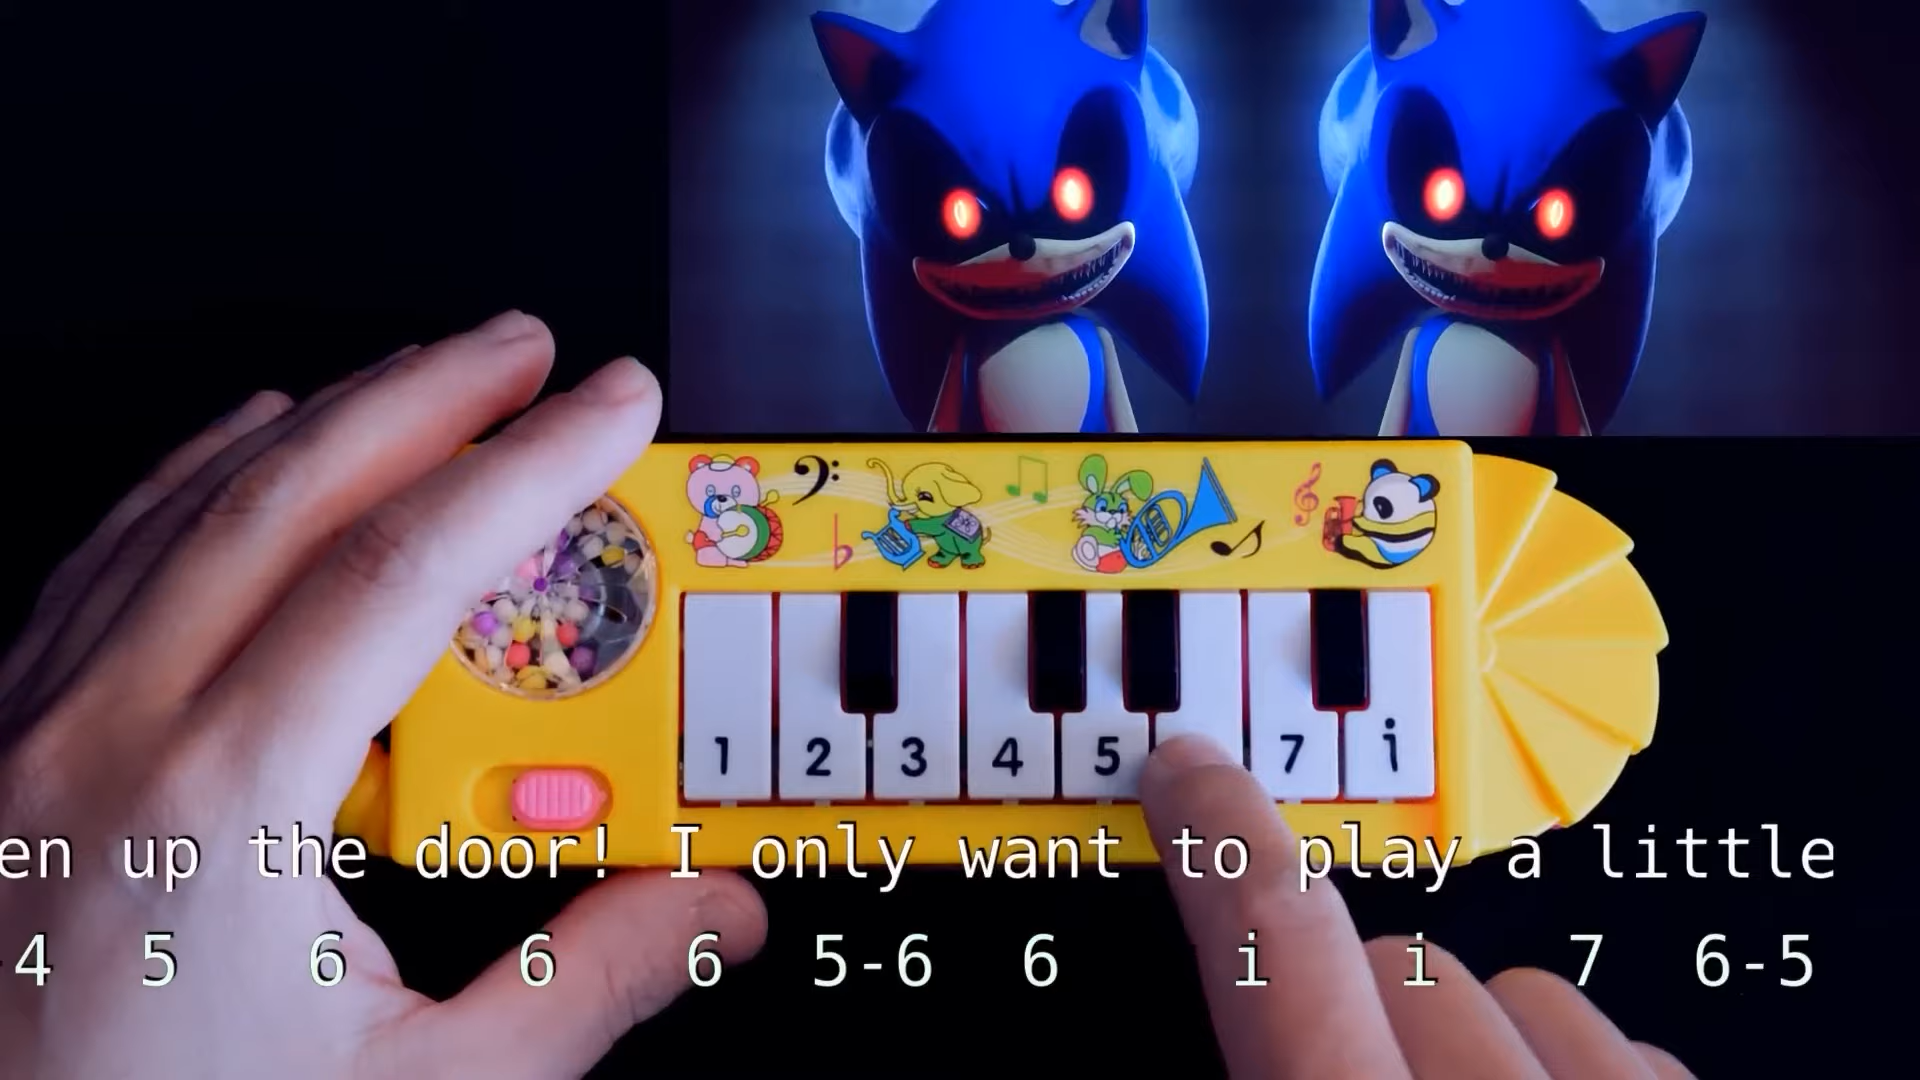 1 2 3 4 5 7 i
en up the door! I only want to play a little
4 5 6 6 6 5-6 6 i i 7 6-5